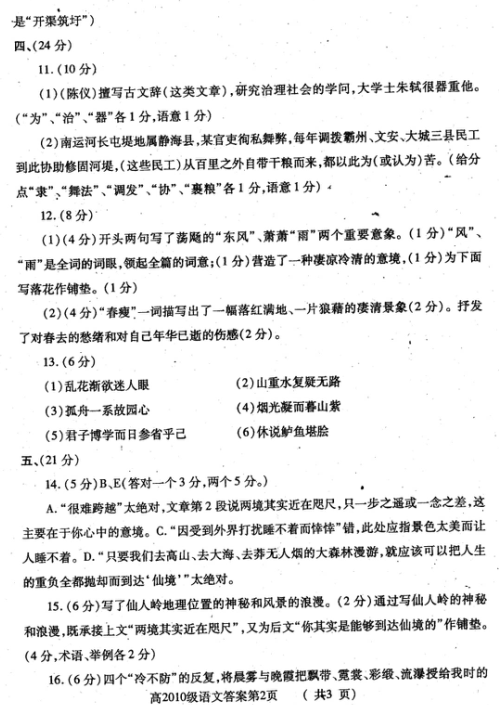 是“开渠筑圩”)
四、(24 分)
11. (10 分)
(1)(陈仪)擅写古文辞(这类文章),研究治理社会的学问,大学士朱轼很器重他。
(“为”、“治”、“器”各 1 分,语意 1 分)
(2)南运河长屯堤地属静海县,某官吏徇私舞弊,每年调拨霸州、文安、大城三县民工
到此协助修固河堤,(这些民工)从百里之外自带干粮而来,都以此为(或认为)苦。(给分
点“隶”、“舞法”、“调发”、“协”、“裹粮”各 1 分,语意 1 分)
12. (8 分)
(1)(4 分)开头两句写了荡飏的“东风”、萧萧“雨”两个重要意象。(1 分)“风”、
“雨”是全词的词眼,领起全篇的词意;(1 分)营造了一种凄凉冷清的意境,(1 分)为下面
写落花作铺垫。(1 分)
(2)(4 分)“春瘦”一词描写出了一幅落红满地、一片狼藉的凄清景象(2 分)。抒发
了对春去的愁绪和对自己年华已逝的伤感(2 分)。
13. (6 分)
(1)乱花渐欲迷人眼 (2)山重水复疑无路
(3)孤舟一系故园心 (4)烟光凝而暮山紫
(5)君子博学而日参省乎己 (6)休说鲈鱼堪脍
五、(21 分)
14. (5 分)B、E(答对一个 3 分,两个 5 分。)
A. “很难跨越”太绝对,文章第 2 段说两境其实近在咫尺,只一步之遥或一念之差,这
主要在于你心中的意境。C. “因受到外界打扰睡不着而悻悻”错,此处应指景色太美而让
人睡不着。D. “只要我们去高山、去大海、去莽无人烟的大森林漫游,就应该可以把人生
的重负全都抛却而到达‘仙境’”太绝对。
15. (6 分)写了仙人岭地理位置的神秘和风景的浪漫。(2 分)通过写仙人岭的神秘
和浪漫,既承接上文“两境其实近在咫尺”,又为后文“你其实是能够到达仙境的”作铺垫。
(4 分,术语、举例各 2 分)
16. (6 分)四个“冷不防”的反复,将晨雾与晚霞把飘带、霓裳、彩缎、流瀑授给我时的
高2010级语文答案第2页 ( 共3 页)